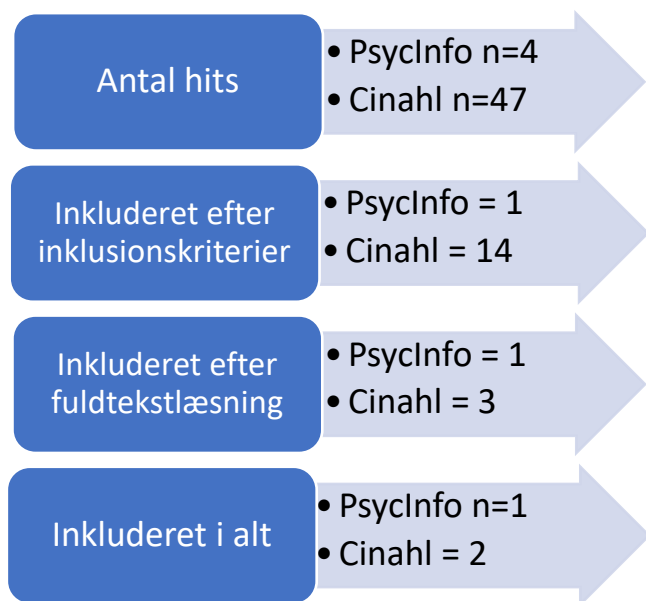 Antal hits
• PsycInfo n=4
• Cinahl n=47
Inkluderet efter
inklusionskriterier
• PsycInfo = 1
• Cinahl = 14
Inkluderet efter
fuldtekstlæsning
• PsycInfo = 1
• Cinahl = 3
Inkluderet i alt
• PsycInfo n=1
• Cinahl = 2